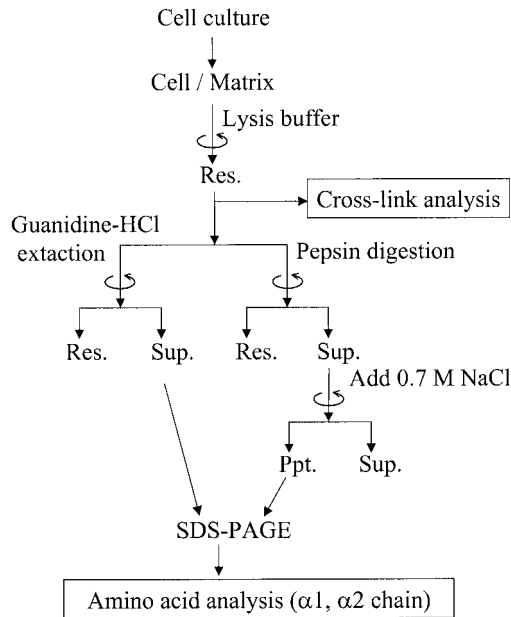 Cell culture
Cell / Matrix
Lysis buffer
Res.
Cross-link analysis
Guanidine-HCl
extaction
Pepsin digestion
Res.
Sup.
Res.
Sup.
Add 0.7 M NaCl
Ppt.
Sup.
SDS-PAGE
Amino acid analysis (α1, α2 chain)